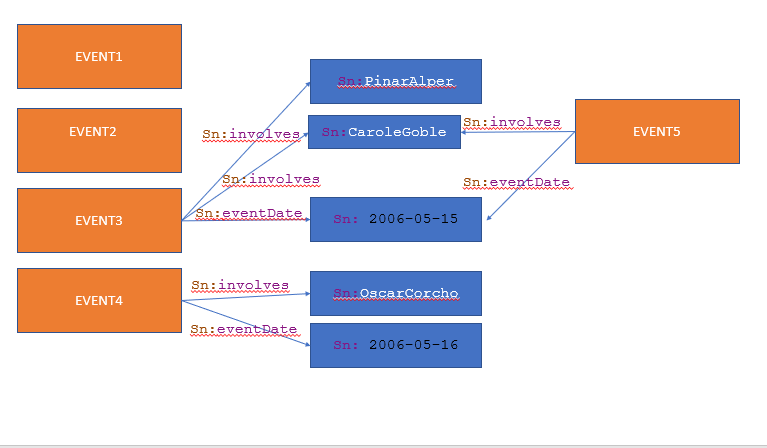 EVENT1
Sn:PinarAlper
EVENT2
Sn:involves
Sn:CaroleGoble
Sn:involves
EVENT5
Sn:involves
Sn:eventDate
EVENT3
Sn:eventDate
Sn: 2006-05-15
EVENT4
Sn:involves
Sn:OscarCorcho
Sn:eventDate
Sn: 2006-05-16